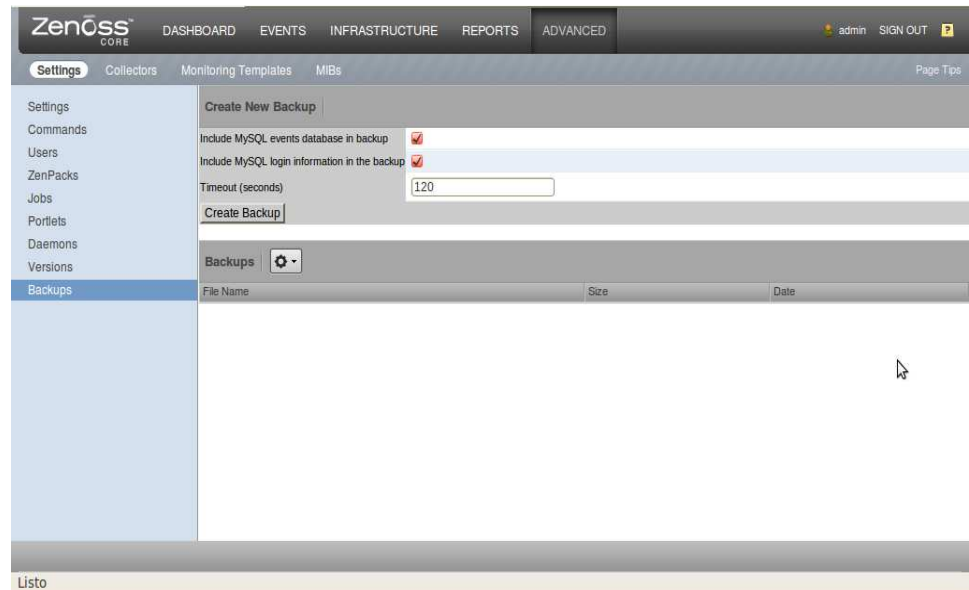 Zenōss™
CORE
DASHBOARD EVENTS INFRASTRUCTURE REPORTS ADVANCED
admin SIGN OUT ?
Settings Collectors Monitoring Templates MIBs Page Tips
Settings
Commands
Users
ZenPacks
Jobs
Portlets
Daemons
Versions
Backups
Create New Backup
Include MySQL events database in backup
Include MySQL login information in the backup
Timeout (seconds) 120
Create Backup
Backups
File Name Size Date
Listo